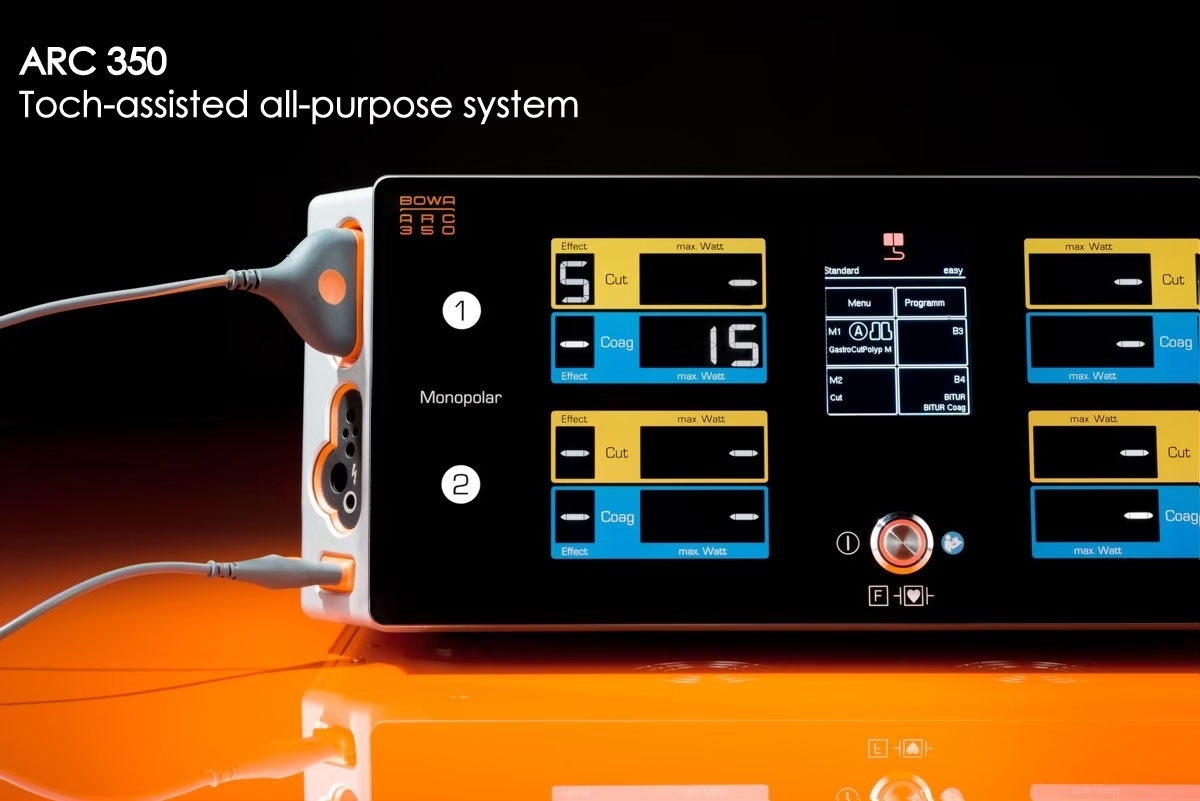 ARC 350
Toch-assisted all-purpose system
BOWA
ARC
350
1
Monopolar
2
Effect max. Watt
5 Cut -
- Coag 15
Effect max. Watt
Effect max. Watt
- Cut -
- Coag -
Effect max. Watt
Standard easy
Menu Programm
M1 A B3
GastroCutPolyp M
M2 B4
Cut BITUR
BITUR Coag
F
max Watt
- Cut
- Coag
max. Watt
max Watt
- Cut
- Coag
max. Watt